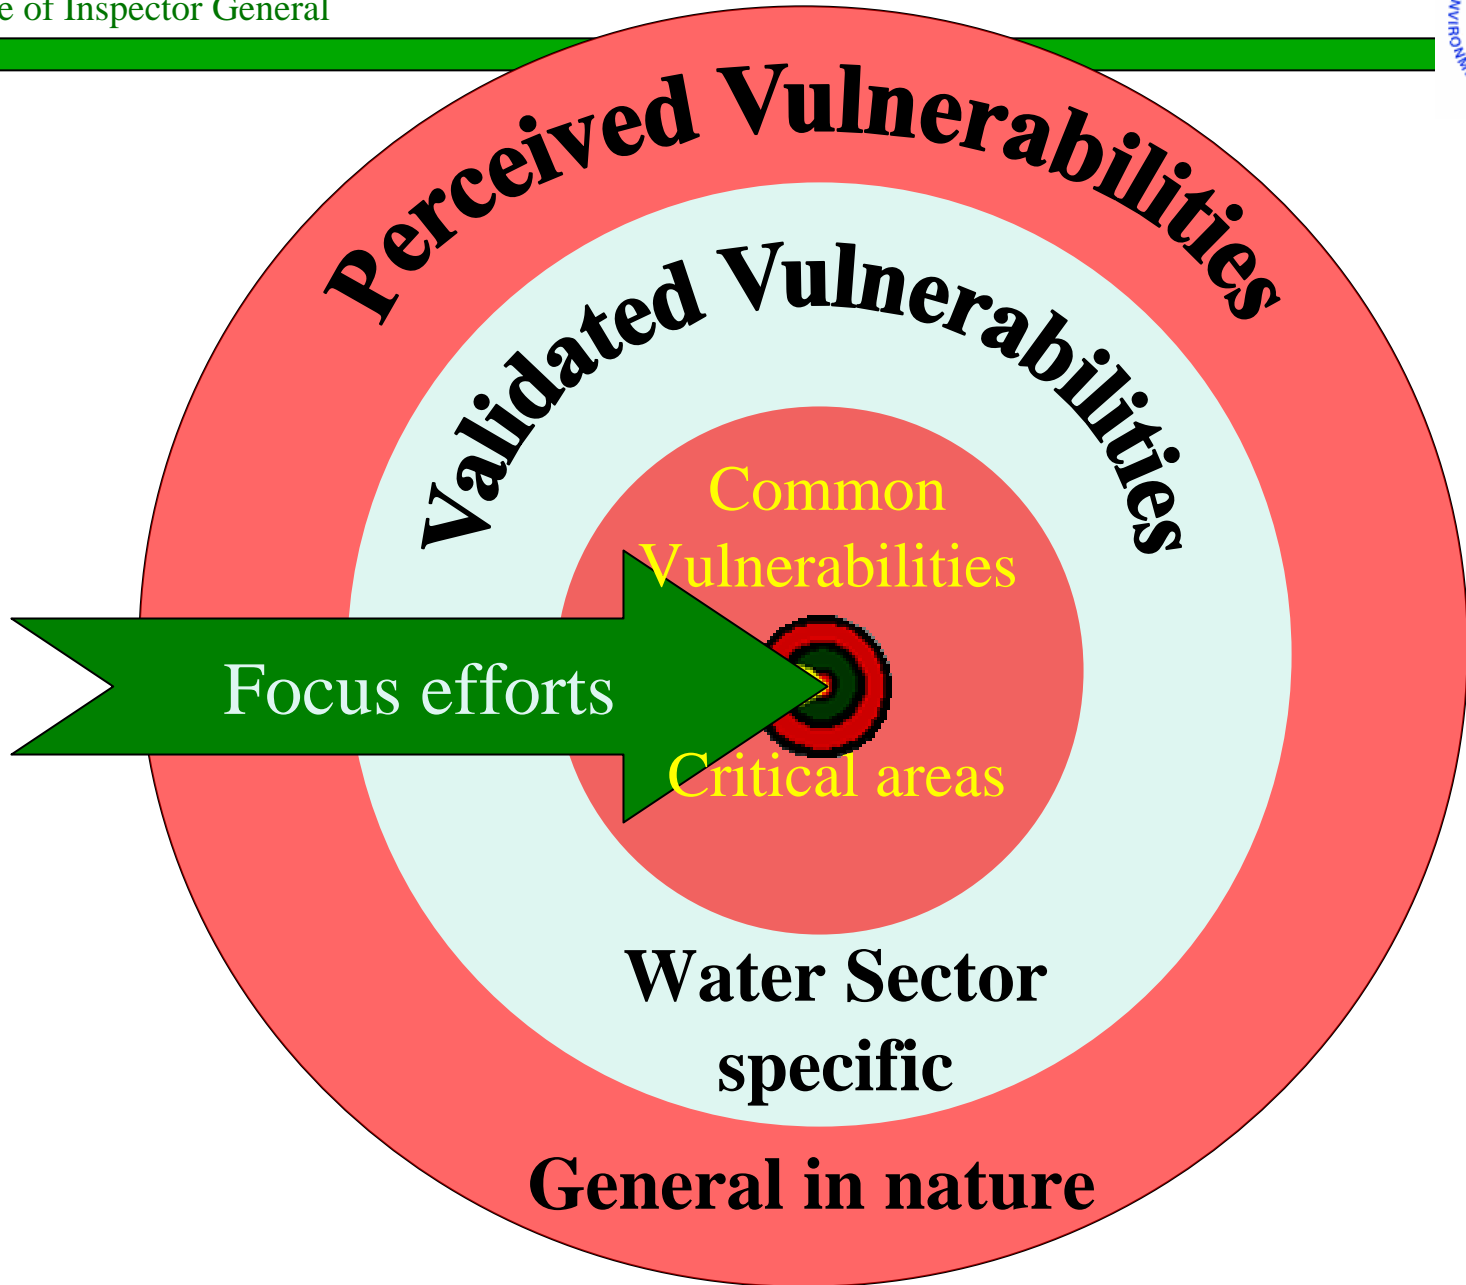 of Inspector General
Perceived Vulnerabilities
Validated Vulnerabilities
Common
Vulnerabilities
Focus efforts
Critical areas
Water Sector
specific
General in nature